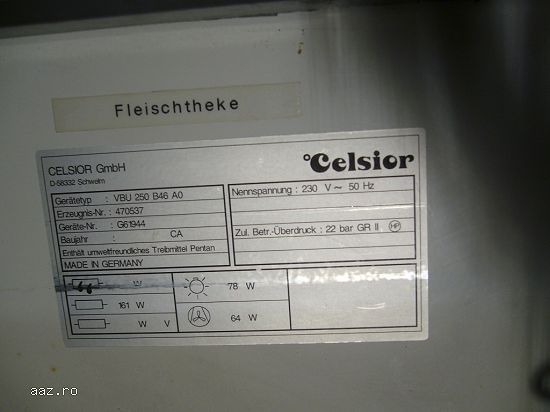 Fleischtheke
CELSIOR GmbH
D-58332 Schwelm
°Celsior
Gerätetyp : VBU 250 B46 A0
Erzeugnis-Nr. : 470537
Geräte-Nr. : G61944
Baujahr : CA
Enthält umweltfreundliches Treibmittel Pentan
MADE IN GERMANY
Nennspannung : 230 V ~ 50 Hz
Zul. Betr.-Überdruck : 22 bar GR II HP
W
161 W
W V
78 W
64 W
aaz.ro